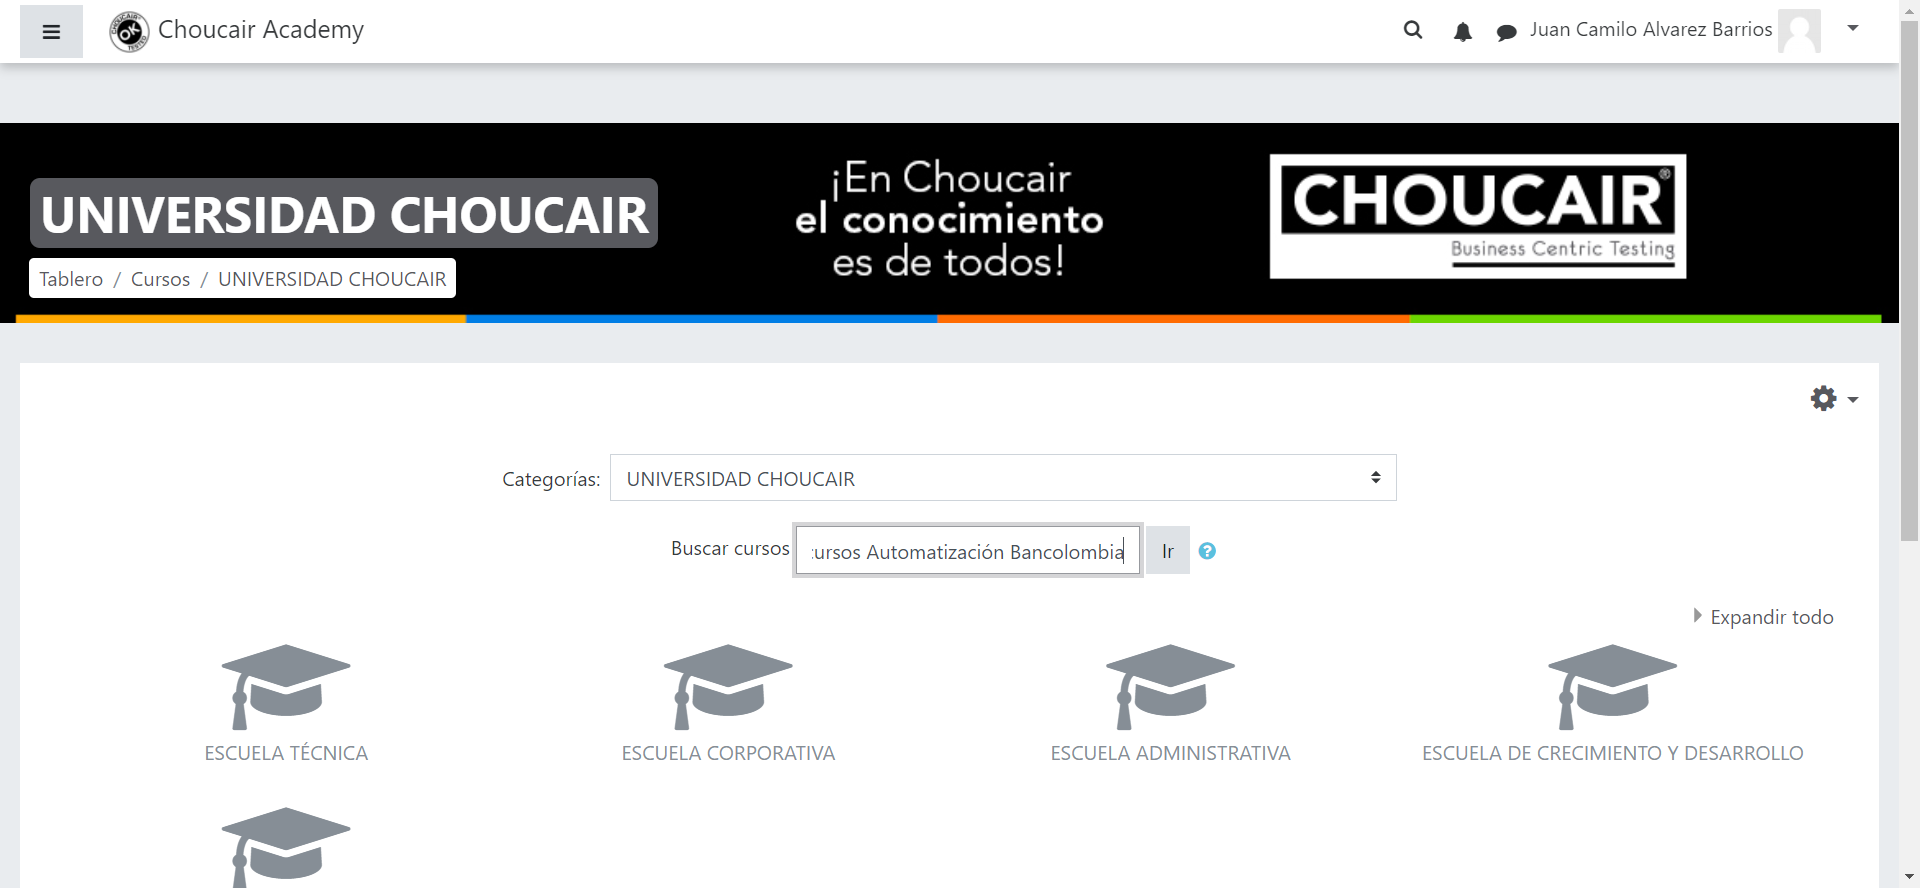 Choucair Academy
Juan Camilo Alvarez Barrios
UNIVERSIDAD CHOUCAIR
Tablero / Cursos / UNIVERSIDAD CHOUCAIR
¡En Choucair
el conocimiento
es de todos!
CHOUCAIR®
Business Centric Testing
Categorías: UNIVERSIDAD CHOUCAIR
Buscar cursos Automatización Bancolombia Ir
Expandir todo
ESCUELA TÉCNICA
ESCUELA CORPORATIVA
ESCUELA ADMINISTRATIVA
ESCUELA DE CRECIMIENTO Y DESARROLLO